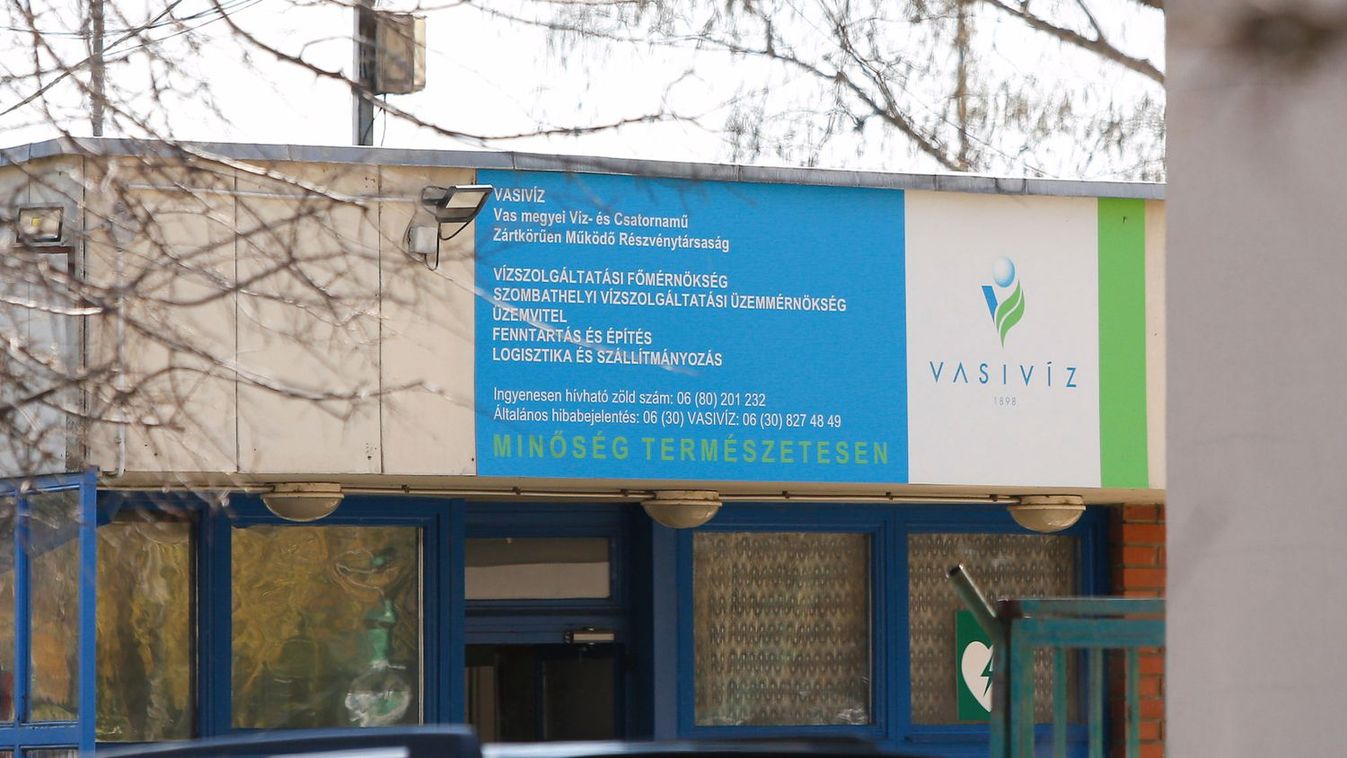 VASIVÍZ
Vas megyei Víz- és Csatornamű
Zártkörűen Működő Részvénytársaság
VÍZSZOLGÁLTATÁSI FŐMÉRNÖKSÉG
SZOMBATHELYI VÍZSZOLGÁLTATÁSI ÜZEMMÉRNÖKSÉG
ÜZEMVITEL
FENNTARTÁS ÉS ÉPÍTÉS
LOGISZTIKA ÉS SZÁLLÍTMÁNYOZÁS
Ingyenesen hívható zöld szám: 06 (80) 201 232
Általános hibabejelentés: 06 (30) VASIVÍZ: 06 (30) 827 48 49
MINŐSÉG TERMÉSZETESEN
VASIVÍZ
1898